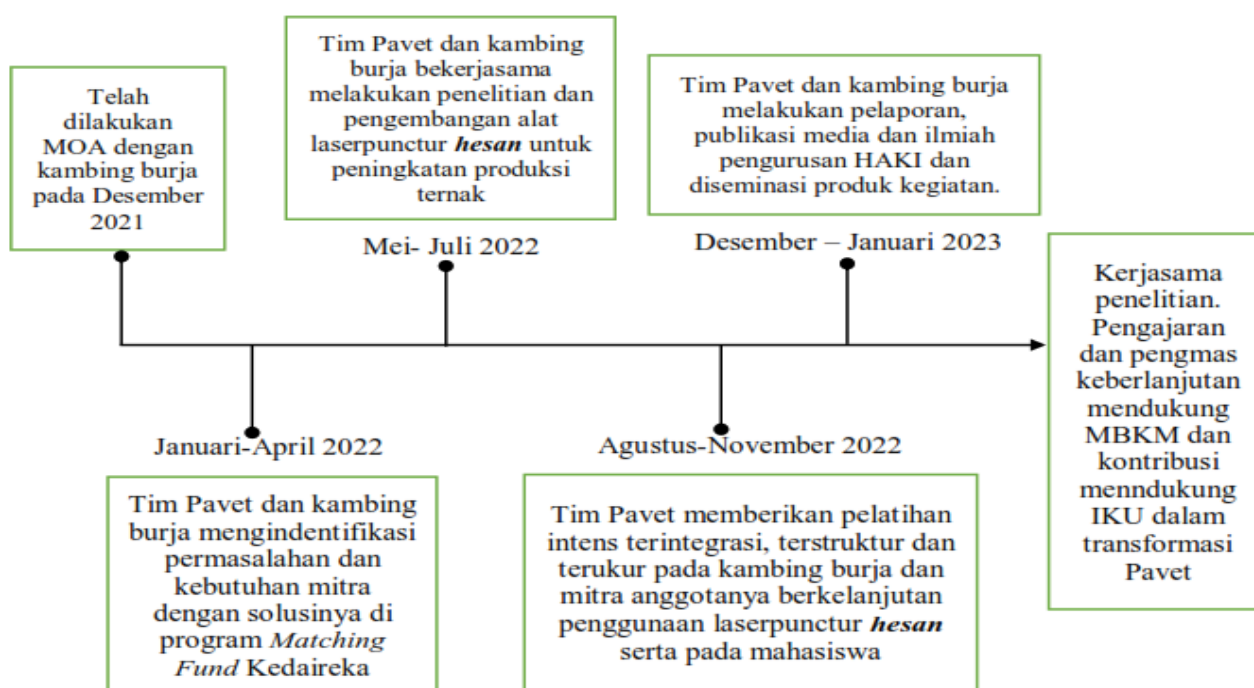 Telah
dilakukan
MOA dengan
kambing burja
pada Desember
2021
Tim Pavet dan kambing
burja bekerjasama
melakukan penelitian dan
pengembangan alat
laserpunctur hesan untuk
peningkatan produksi
ternak
Mei- Juli 2022
Tim Pavet dan kambing burja
melakukan pelaporan,
publikasi media dan ilmiah
pengurusan HAKI dan
diseminasi produk kegiatan.
Desember – Januari 2023
Januari-April 2022
Tim Pavet dan kambing
burja mengindentifikasi
permasalahan dan
kebutuhan mitra
dengan solusinya di
program Matching
Fund Kedaireka
Agustus-November 2022
Tim Pavet memberikan pelatihan
intens terintegrasi, terstruktur dan
terukur pada kambing burja dan
mitra anggotanya berkelanjutan
penggunaan laserpunctur hesan
serta pada mahasiswa
Kerjasama
penelitian.
Pengajaran
dan pengmas
keberlanjutan
mendukung
MBKM dan
kontribusi
menndukung
IKU dalam
transformasi
Pavet